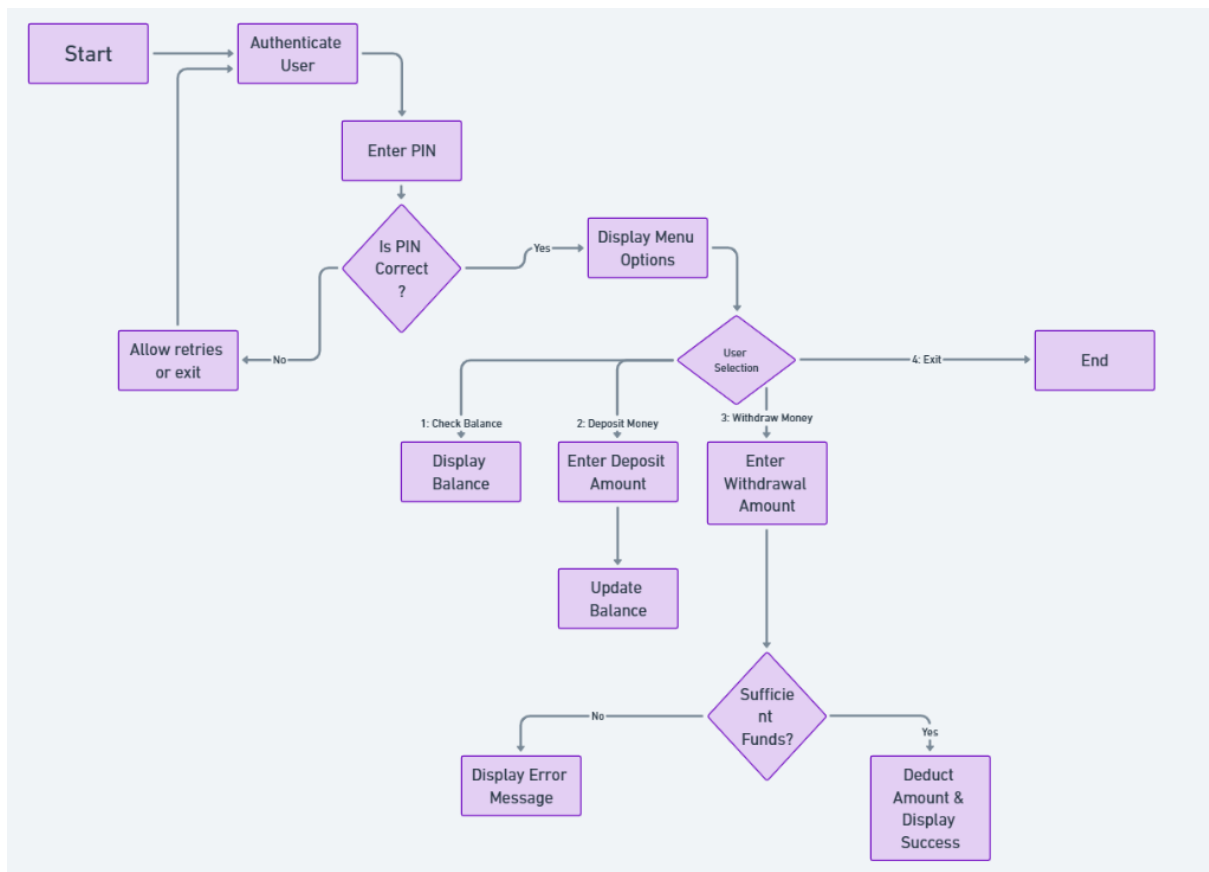 Start
Authenticate
User
Enter PIN
Is PIN
Correct
?
Yes
Display Menu
Options
No
Allow retries
or exit
User
Selection
4: Exit
End
1: Check Balance
2: Deposit Money
3: Withdraw Money
Display
Balance
Enter Deposit
Amount
Enter
Withdrawal
Amount
Update
Balance
Sufficie
nt
Funds?
No
Yes
Display Error
Message
Deduct
Amount &
Display
Success